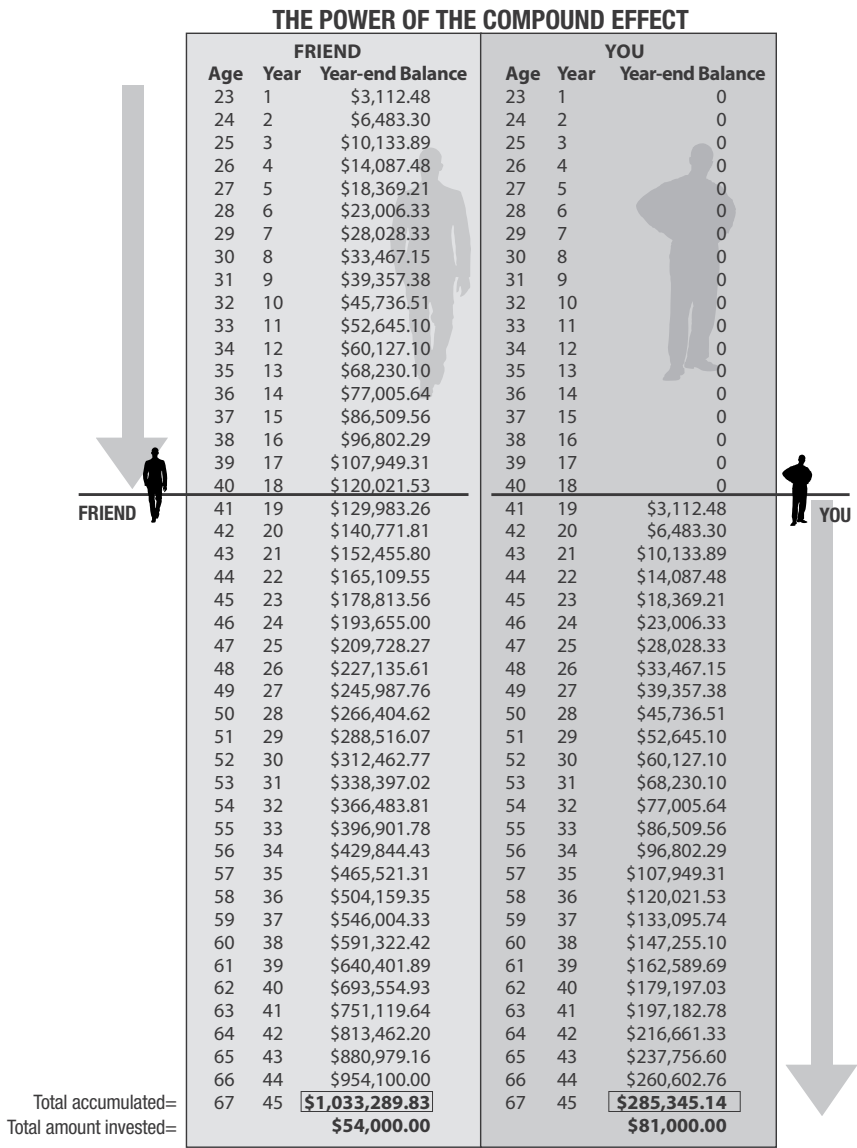 THE POWER OF THE COMPOUND EFFECT
FRIEND YOU
Age Year Year-end Balance Age Year Year-end Balance
23 1 $3,112.48 23 1 0
24 2 $6,483.30 24 2 0
25 3 $10,133.89 25 3 0
26 4 $14,087.48 26 4 0
27 5 $18,369.21 27 5 0
28 6 $23,006.33 28 6 0
29 7 $28,028.33 29 7 0
30 8 $33,467.15 30 8 0
31 9 $39,357.38 31 9 0
32 10 $45,736.51 32 10 0
33 11 $52,645.10 33 11 0
34 12 $60,127.10 34 12 0
35 13 $68,230.10 35 13 0
36 14 $77,005.64 36 14 0
37 15 $86,509.56 37 15 0
38 16 $96,802.29 38 16 0
39 17 $107,949.31 39 17 0
40 18 $120,021.53 40 18 0
FRIEND 41 19 $129,983.26 41 19 $3,112.48 YOU
42 20 $140,771.81 42 20 $6,483.30
43 21 $152,455.80 43 21 $10,133.89
44 22 $165,109.55 44 22 $14,087.48
45 23 $178,813.56 45 23 $18,369.21
46 24 $193,655.00 46 24 $23,006.33
47 25 $209,728.27 47 25 $28,028.33
48 26 $227,135.61 48 26 $33,467.15
49 27 $245,987.76 49 27 $39,357.38
50 28 $266,404.62 50 28 $45,736.51
51 29 $288,516.07 51 29 $52,645.10
52 30 $312,462.77 52 30 $60,127.10
53 31 $338,397.02 53 31 $68,230.10
54 32 $366,483.81 54 32 $77,005.64
55 33 $396,901.78 55 33 $86,509.56
56 34 $429,844.43 56 34 $96,802.29
57 35 $465,521.31 57 35 $107,949.31
58 36 $504,159.35 58 36 $120,021.53
59 37 $546,004.33 59 37 $133,095.74
60 38 $591,322.42 60 38 $147,255.10
61 39 $640,401.89 61 39 $162,589.69
62 40 $693,554.93 62 40 $179,197.03
63 41 $751,119.64 63 41 $197,182.78
64 42 $813,462.20 64 42 $216,661.33
65 43 $880,979.16 65 43 $237,756.60
66 44 $954,100.00 66 44 $260,602.76
Total accumulated= 67 45 $1,033,289.83 67 45 $285,345.14
Total amount invested= $54,000.00 $81,000.00